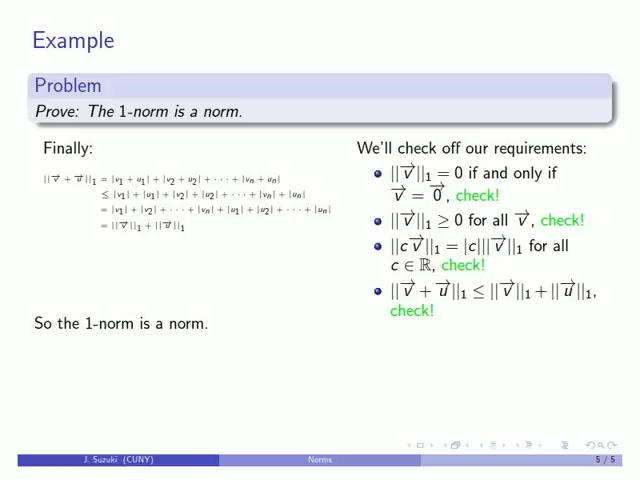 Example
Problem
Prove: The 1-norm is a norm.
Finally:
||v⃗ + u⃗||₁ = |v₁ + u₁| + |v₂ + u₂| + · · · + |vₙ + uₙ|
≤ |v₁| + |u₁| + |v₂| + |u₂| + · · · + |vₙ| + |uₙ|
= |v₁| + |v₂| + · · · + |vₙ| + |u₁| + |u₂| + · · · + |uₙ|
= ||v⃗||₁ + ||u⃗||₁
So the 1-norm is a norm.
We'll check off our requirements:
||v⃗||₁ = 0 if and only if
v⃗ = 0⃗, check!
||v⃗||₁ ≥ 0 for all v⃗, check!
||cv⃗||₁ = |c|||v⃗||₁ for all
c ∈ ℝ, check!
||v⃗ + u⃗||₁ ≤ ||v⃗||₁ + ||u⃗||₁,
check!
J. Suzuki (CUNY)
Norms
5 / 5